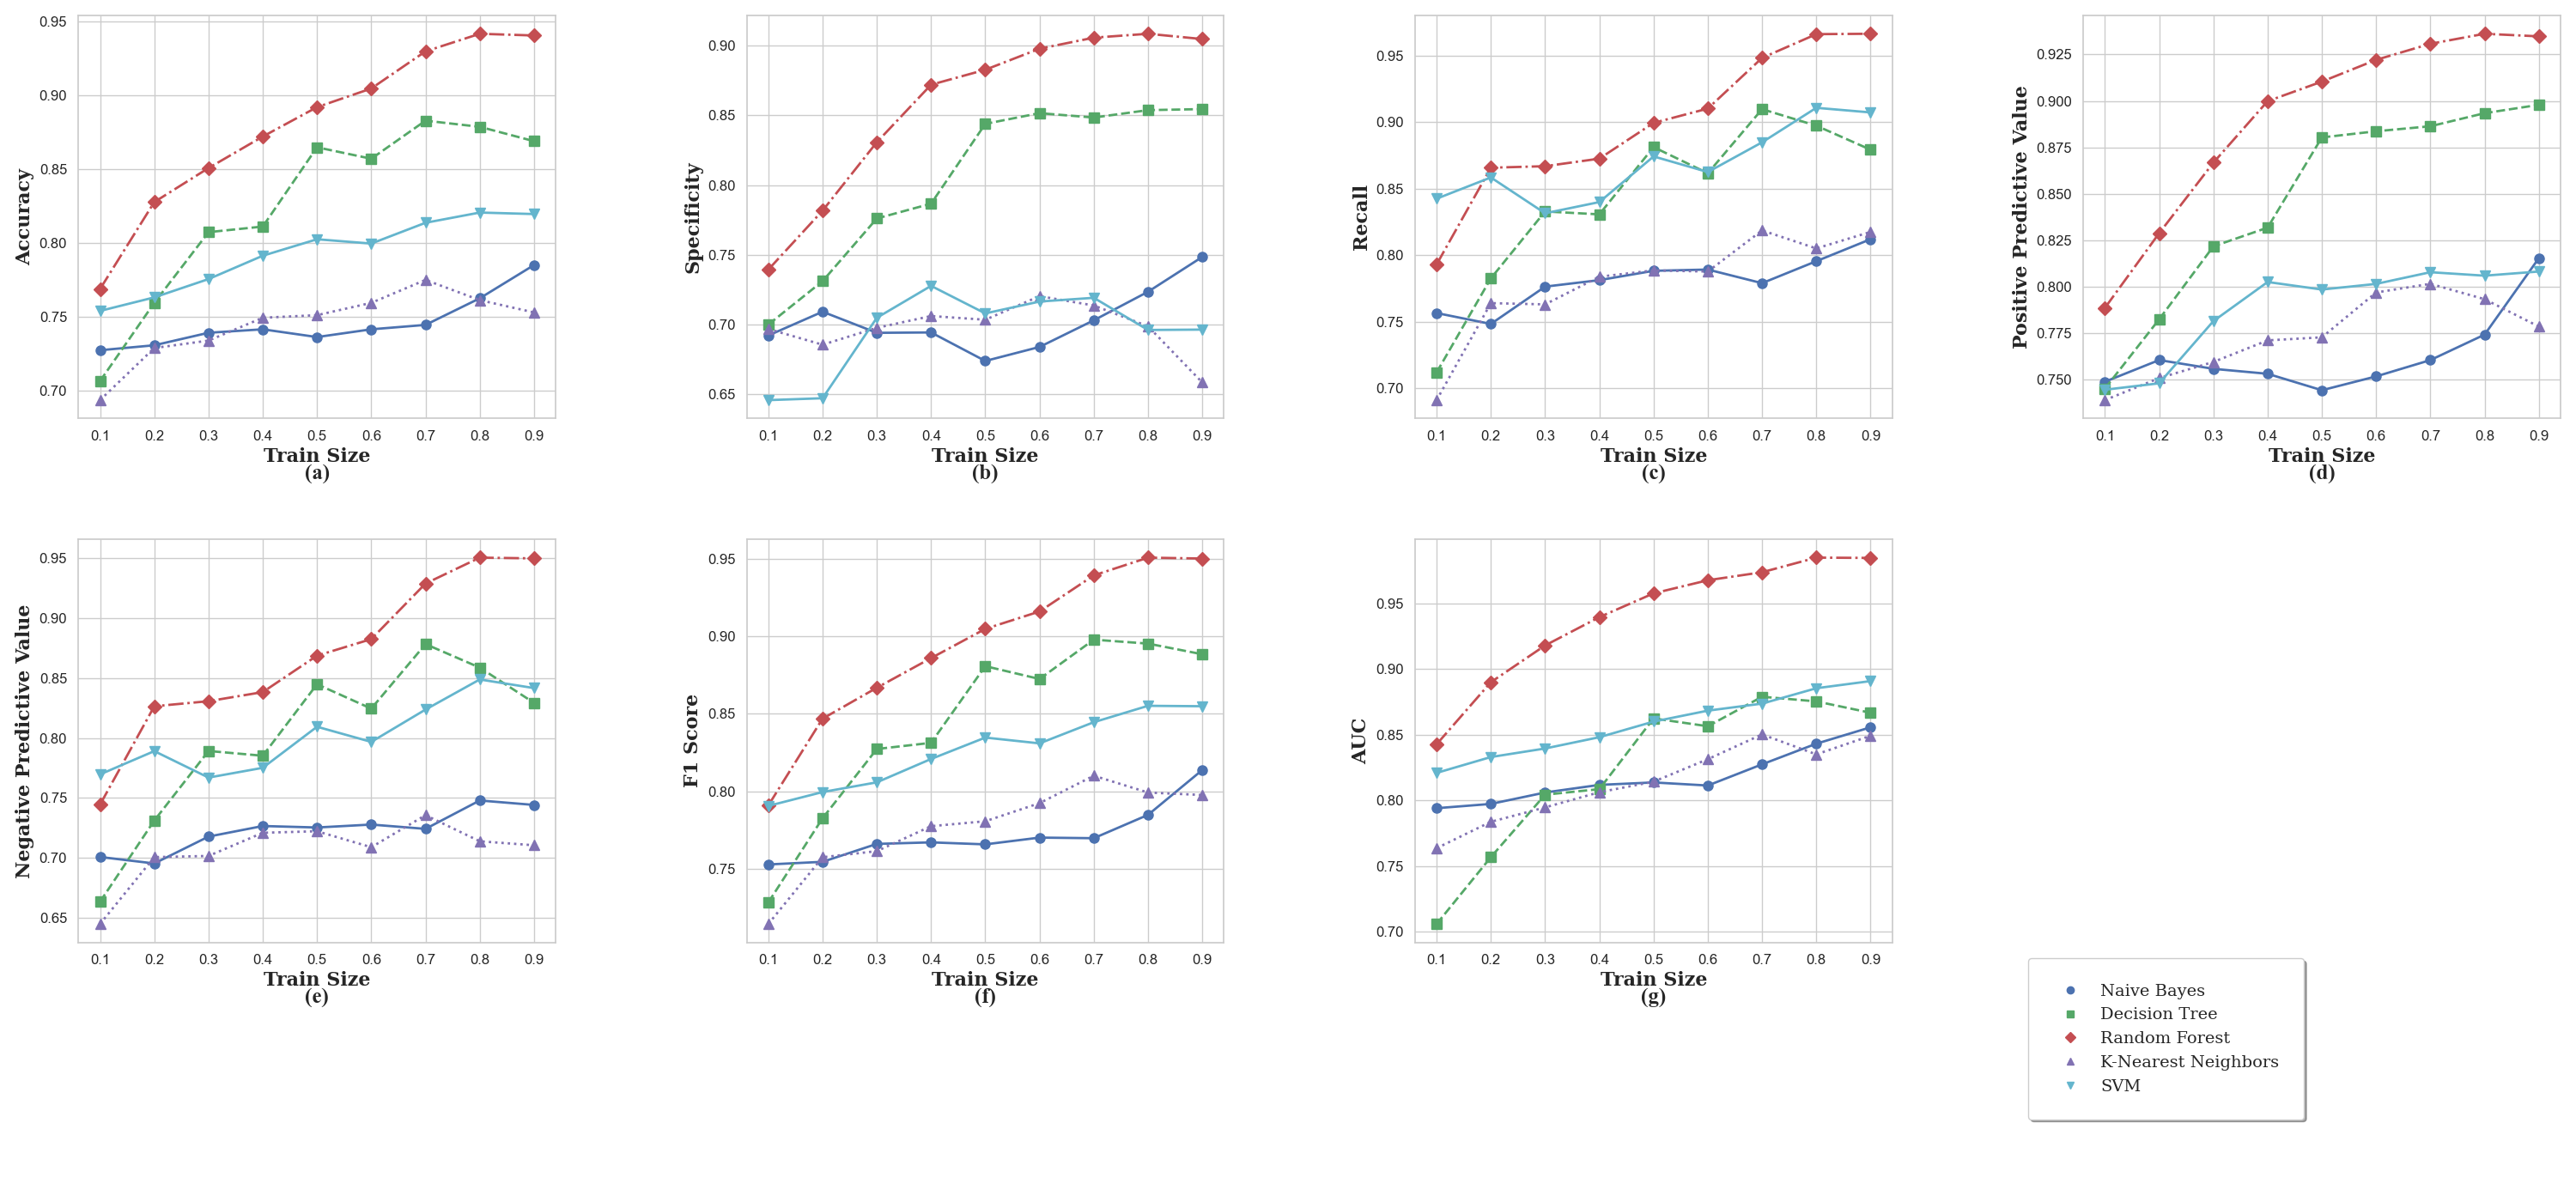 0.95
0.90
0.85
0.80
0.75
0.70
Accuracy
0.1 0.2 0.3 0.4 0.5 0.6 0.7 0.8 0.9
Train Size
(a)
0.90
0.85
0.80
0.75
0.70
0.65
Specificity
0.1 0.2 0.3 0.4 0.5 0.6 0.7 0.8 0.9
Train Size
(b)
0.95
0.90
0.85
0.80
0.75
0.70
Recall
0.1 0.2 0.3 0.4 0.5 0.6 0.7 0.8 0.9
Train Size
(c)
0.925
0.900
0.875
0.850
0.825
0.800
0.775
0.750
Positive Predictive Value
0.1 0.2 0.3 0.4 0.5 0.6 0.7 0.8 0.9
Train Size
(d)
0.95
0.90
0.85
0.80
0.75
0.70
0.65
Negative Predictive Value
0.1 0.2 0.3 0.4 0.5 0.6 0.7 0.8 0.9
Train Size
(e)
0.95
0.90
0.85
0.80
0.75
F1 Score
0.1 0.2 0.3 0.4 0.5 0.6 0.7 0.8 0.9
Train Size
(f)
0.95
0.90
0.85
0.80
0.75
0.70
AUC
0.1 0.2 0.3 0.4 0.5 0.6 0.7 0.8 0.9
Train Size
(g)
Naive Bayes
Decision Tree
Random Forest
K-Nearest Neighbors
SVM